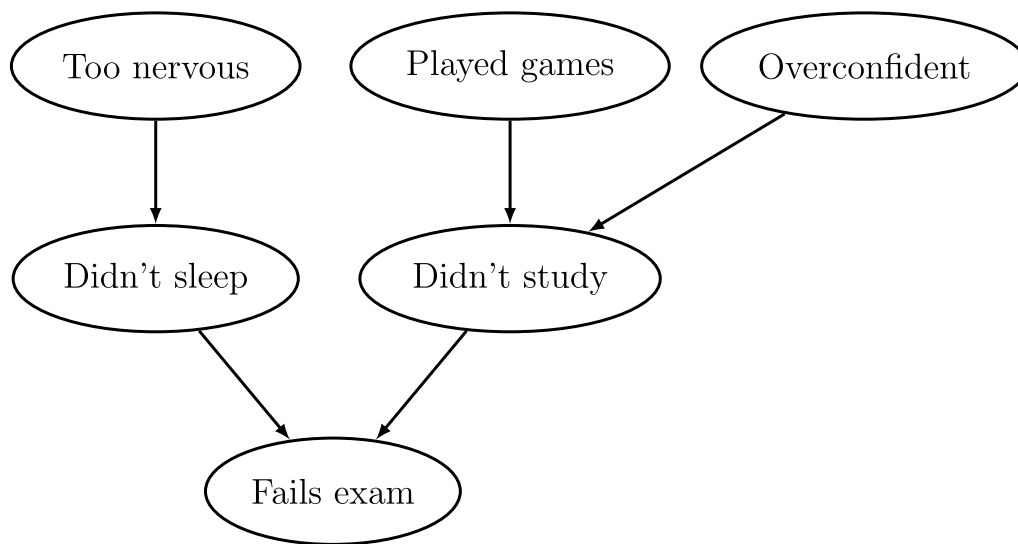 Too nervous
Played games
Overconfident
Didn't sleep
Didn't study
Fails exam